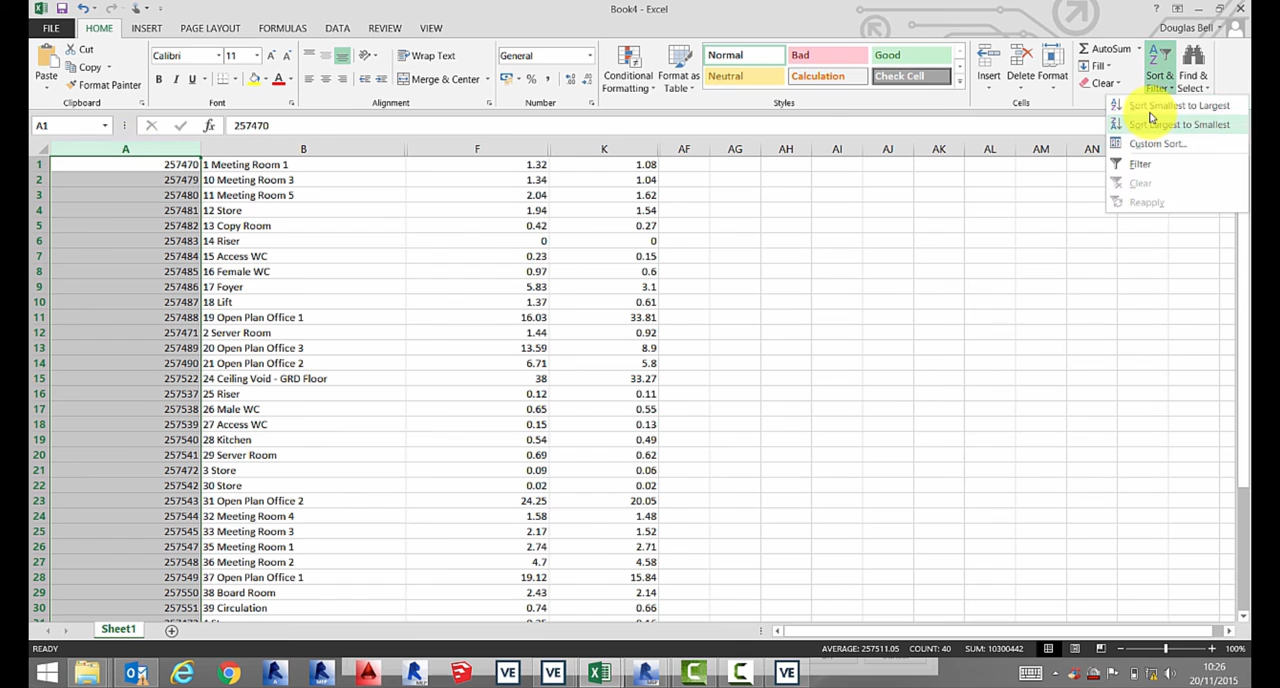 Book4 - Excel
FILE HOME INSERT PAGE LAYOUT FORMULAS DATA REVIEW VIEW Douglas Bell
Paste
Cut
Copy
Format Painter
Clipboard
Calibri 11
B I U
Font
Wrap Text
Merge & Center
Alignment
General
Number
Conditional Formatting
Format as Table
Normal Bad Good
Neutral Calculation Check Cell
Styles
Insert Delete Format
Cells
AutoSum
Fill
Clear
Sort & Filter
Find & Select
Sort Smallest to Largest
Sort Largest to Smallest
Custom Sort...
Filter
Clear
Reapply
A1 257470
A B F K AF AG AH AI AJ AK AL AM AN
1 257470 1 Meeting Room 1 1.32 1.08
2 257479 10 Meeting Room 3 1.34 1.04
3 257480 11 Meeting Room 5 2.04 1.62
4 257481 12 Store 1.94 1.54
5 257482 13 Copy Room 0.42 0.27
6 257483 14 Riser 0 0
7 257484 15 Access WC 0.23 0.15
8 257485 16 Female WC 0.97 0.6
9 257486 17 Foyer 5.83 3.1
10 257487 18 Lift 1.37 0.61
11 257488 19 Open Plan Office 1 16.03 33.81
12 257471 2 Server Room 1.44 0.92
13 257489 20 Open Plan Office 3 13.59 8.9
14 257490 21 Open Plan Office 2 6.71 5.8
15 257522 24 Ceiling Void - GRD Floor 38 33.27
16 257537 25 Riser 0.12 0.11
17 257538 26 Male WC 0.65 0.55
18 257539 27 Access WC 0.15 0.13
19 257540 28 Kitchen 0.54 0.49
20 257541 29 Server Room 0.69 0.62
21 257472 3 Store 0.09 0.06
22 257542 30 Store 0.02 0.02
23 257543 31 Open Plan Office 2 24.25 20.05
24 257544 32 Meeting Room 4 1.58 1.48
25 257545 33 Meeting Room 3 2.17 1.52
26 257547 35 Meeting Room 1 2.74 2.71
27 257548 36 Meeting Room 2 4.7 4.58
28 257549 37 Open Plan Office 1 19.12 15.84
29 257550 38 Board Room 2.43 2.14
30 257551 39 Circulation 0.74 0.66
Sheet1
READY AVERAGE: 257511.05 COUNT: 40 SUM: 10300442 100%
VE VE VE
10:26
20/11/2015